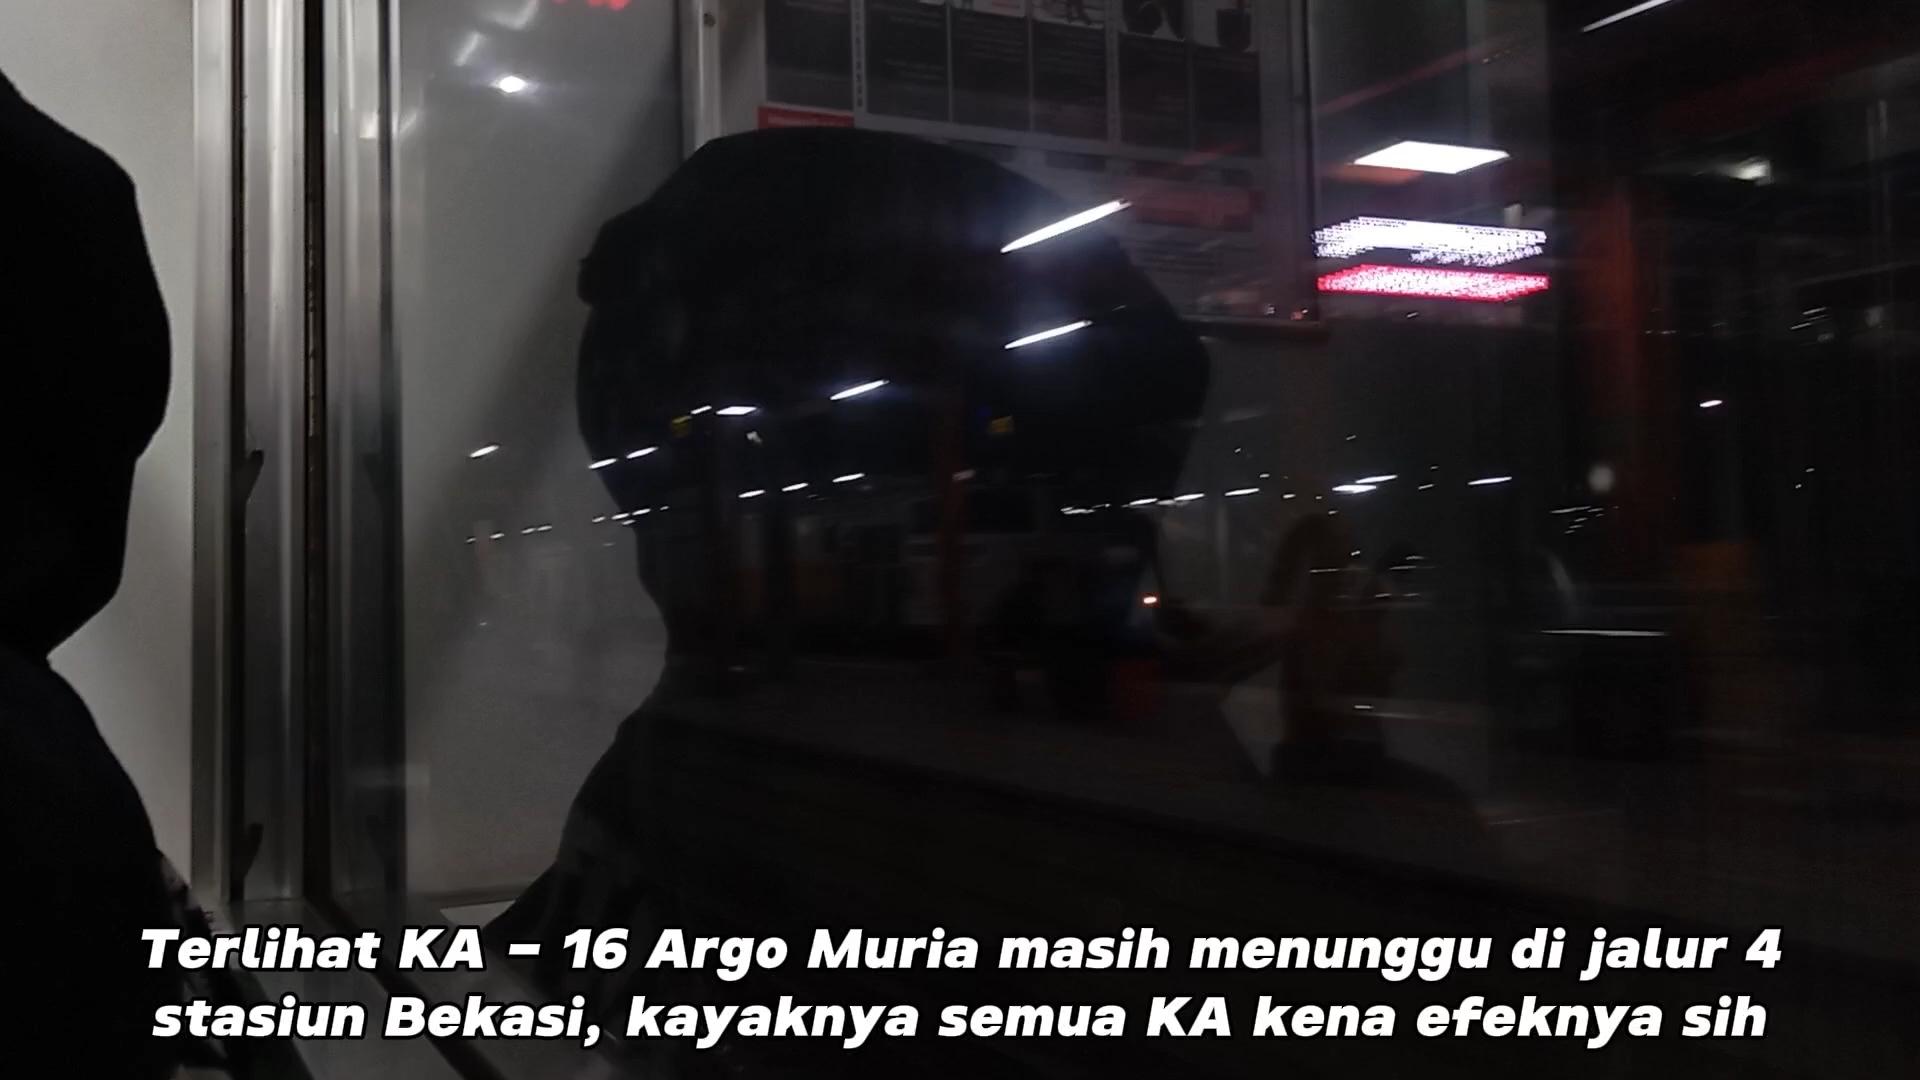 Terlihat KA - 16 Argo Muria masih menunggu di jalur 4
stasiun Bekasi, kayaknya semua KA kena efeknya sih